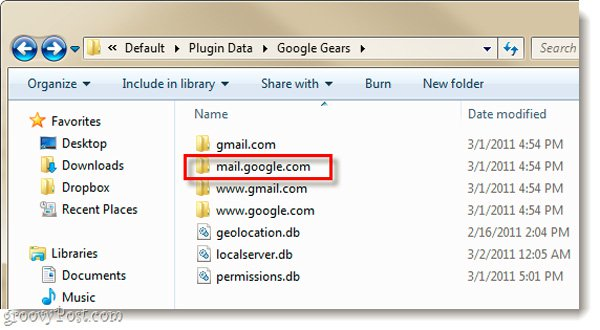 « Default ▸ Plugin Data ▸ Google Gears ▸ Search
Organize Include in library Share with Burn New folder
Name Date modified
Favorites
Desktop
Downloads
Dropbox
Recent Places
Libraries
Documents
Music
gmail.com 3/1/2011 4:54 PM
mail.google.com 3/1/2011 4:54 PM
www.gmail.com 3/1/2011 4:54 PM
www.google.com 3/1/2011 4:54 PM
geolocation.db 2/16/2011 2:04 PM
localserver.db 3/2/2011 12:05 AM
permissions.db 3/1/2011 5:01 PM
groovyPost.com